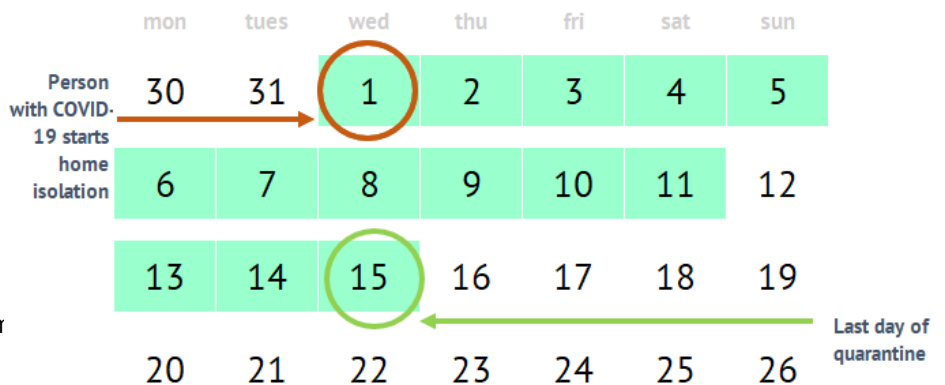 mon tues wed thu fri sat sun
Person
with COVID-
19 starts
home
isolation
30 31 1 2 3 4 5
6 7 8 9 10 11 12
13 14 15 16 17 18 19
Last day of
quarantine
20 21 22 23 24 25 26